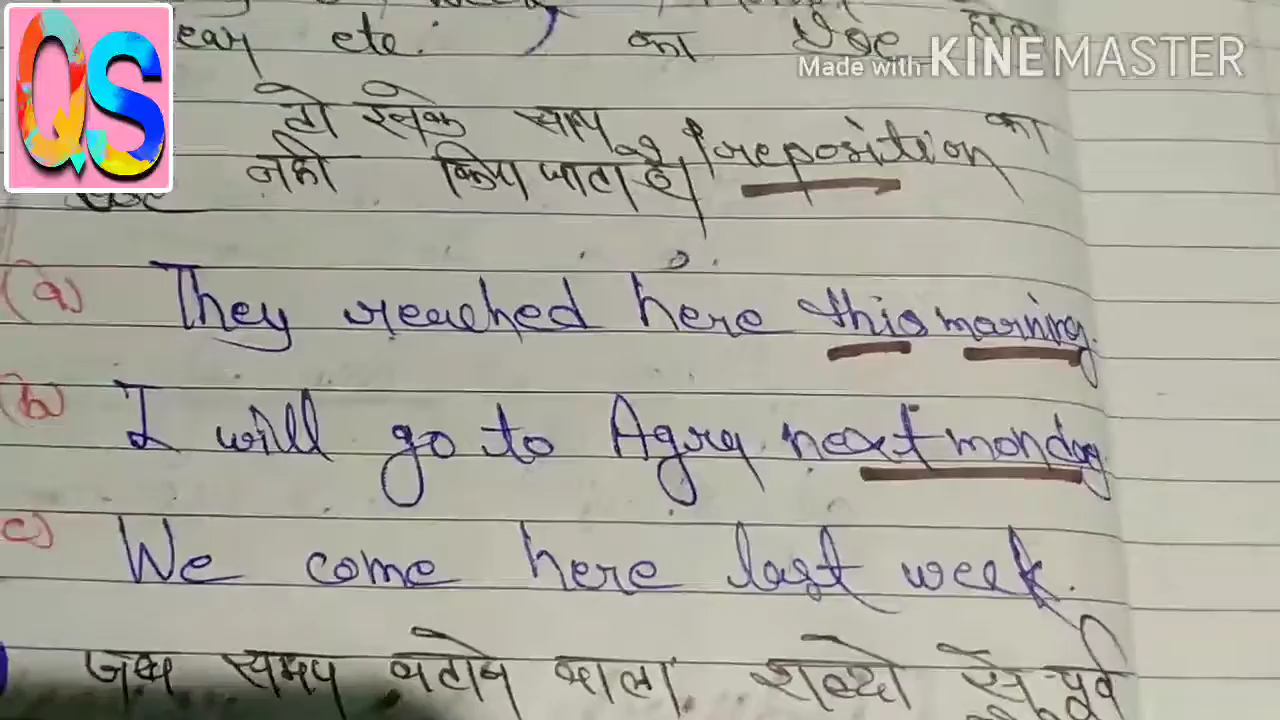 QS
ear etc.) का Use
Made with KINEMASTER
तो इनके साथ preposition का
नही किया जाता है।
(a) They reached here this morning.
(b) I will go to Agra next monday
c) We come here last week.
जब समय बताने वाला शब्दो से पूर्व